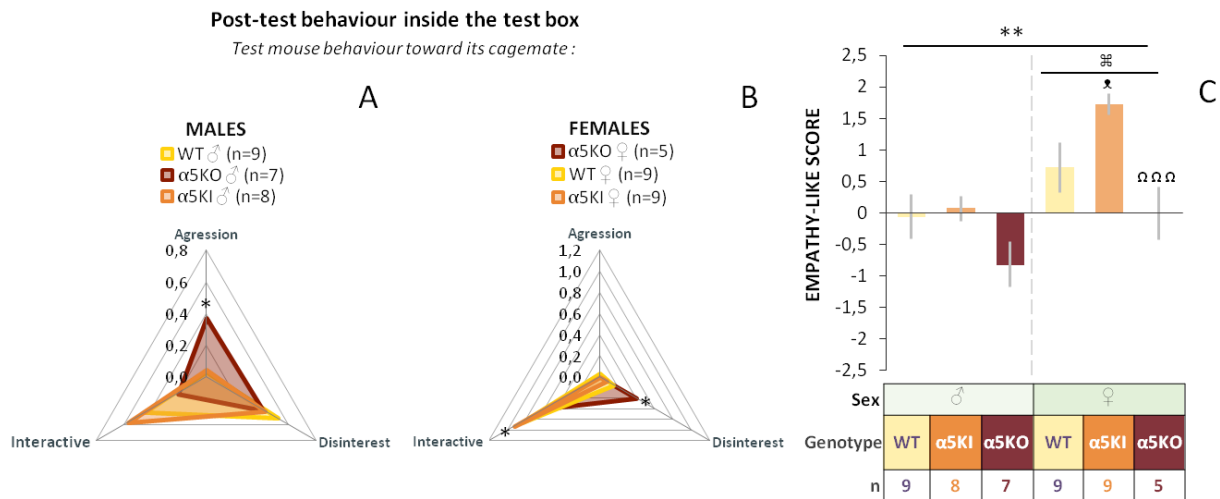 Post-test behaviour inside the test box
Test mouse behaviour toward its cagemate :
A
MALES
WT ♂ (n=9)
α5KO ♂ (n=7)
α5KI ♂ (n=8)
Agression
0,8
0,6
*
0,4
0,2
0,0
Interactive
Disinterest
B
FEMALES
α5KO ♀ (n=5)
WT ♀ (n=9)
α5KI ♀ (n=9)
Agression
1,2
1,0
0,8
0,6
0,4
0,2
0,0
*
*
Interactive
Disinterest
C
EMPATHY-LIKE SCORE
2,5
2
1,5
1
0,5
0
-0,5
-1
-1,5
-2
-2,5
**
⌘
ΩΩΩ
Sex ♂ ♀
Genotype WT α5KI α5KO WT α5KI α5KO
n 9 8 7 9 9 5